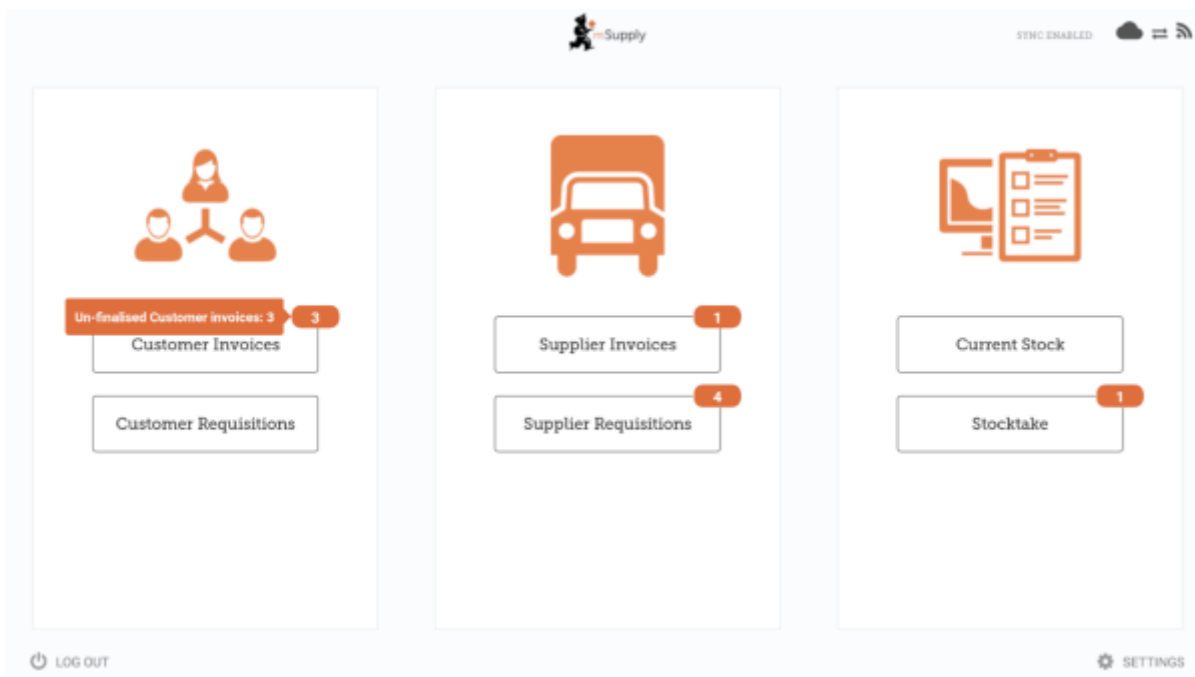 mSupply
SYNC ENABLED
Un-finalised Customer invoices: 3
3
Customer Invoices
Customer Requisitions
1
Supplier Invoices
4
Supplier Requisitions
Current Stock
1
Stocktake
LOG OUT
SETTINGS